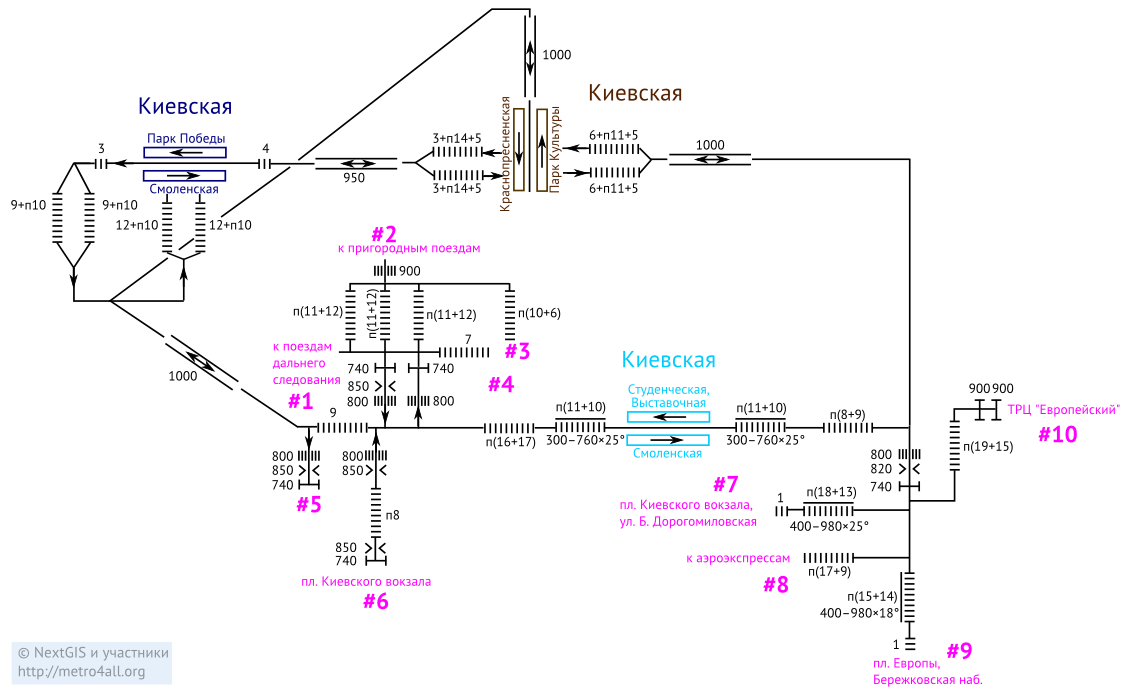 1000
Киевская
Киевская
Парк Победы
Смоленская
Краснопресненская
Парк Культуры
3
4
950
3+п14+5
3+п14+5
6+п11+5
6+п11+5
1000
9+п10
9+п10
12+п10
12+п10
#2
к пригородным поездам
900
п(11+12)
п(11+12)
п(11+12)
п(10+6)
7
#3
к поездам
дальнего
следования
#1
1000
740
740
850
800
800
#4
9
Киевская
Студенческая,
Выставочная
Смоленская
п(16+17)
п(11+10)
300–760×25°
п(11+10)
300–760×25°
п(8+9)
900 900
ТРЦ "Европейский"
#10
п(19+15)
800
850
740
#5
800
850
п8
850
740
пл. Киевского вокзала
#6
800
820
740
#7
пл. Киевского вокзала,
ул. Б. Дорогомиловская
1
п(18+13)
400–980×25°
к аэроэкспрессам
п(17+9)
#8
п(15+14)
400–980×18°
1
#9
пл. Европы,
Бережковская наб.
© NextGIS и участники
http://metro4all.org